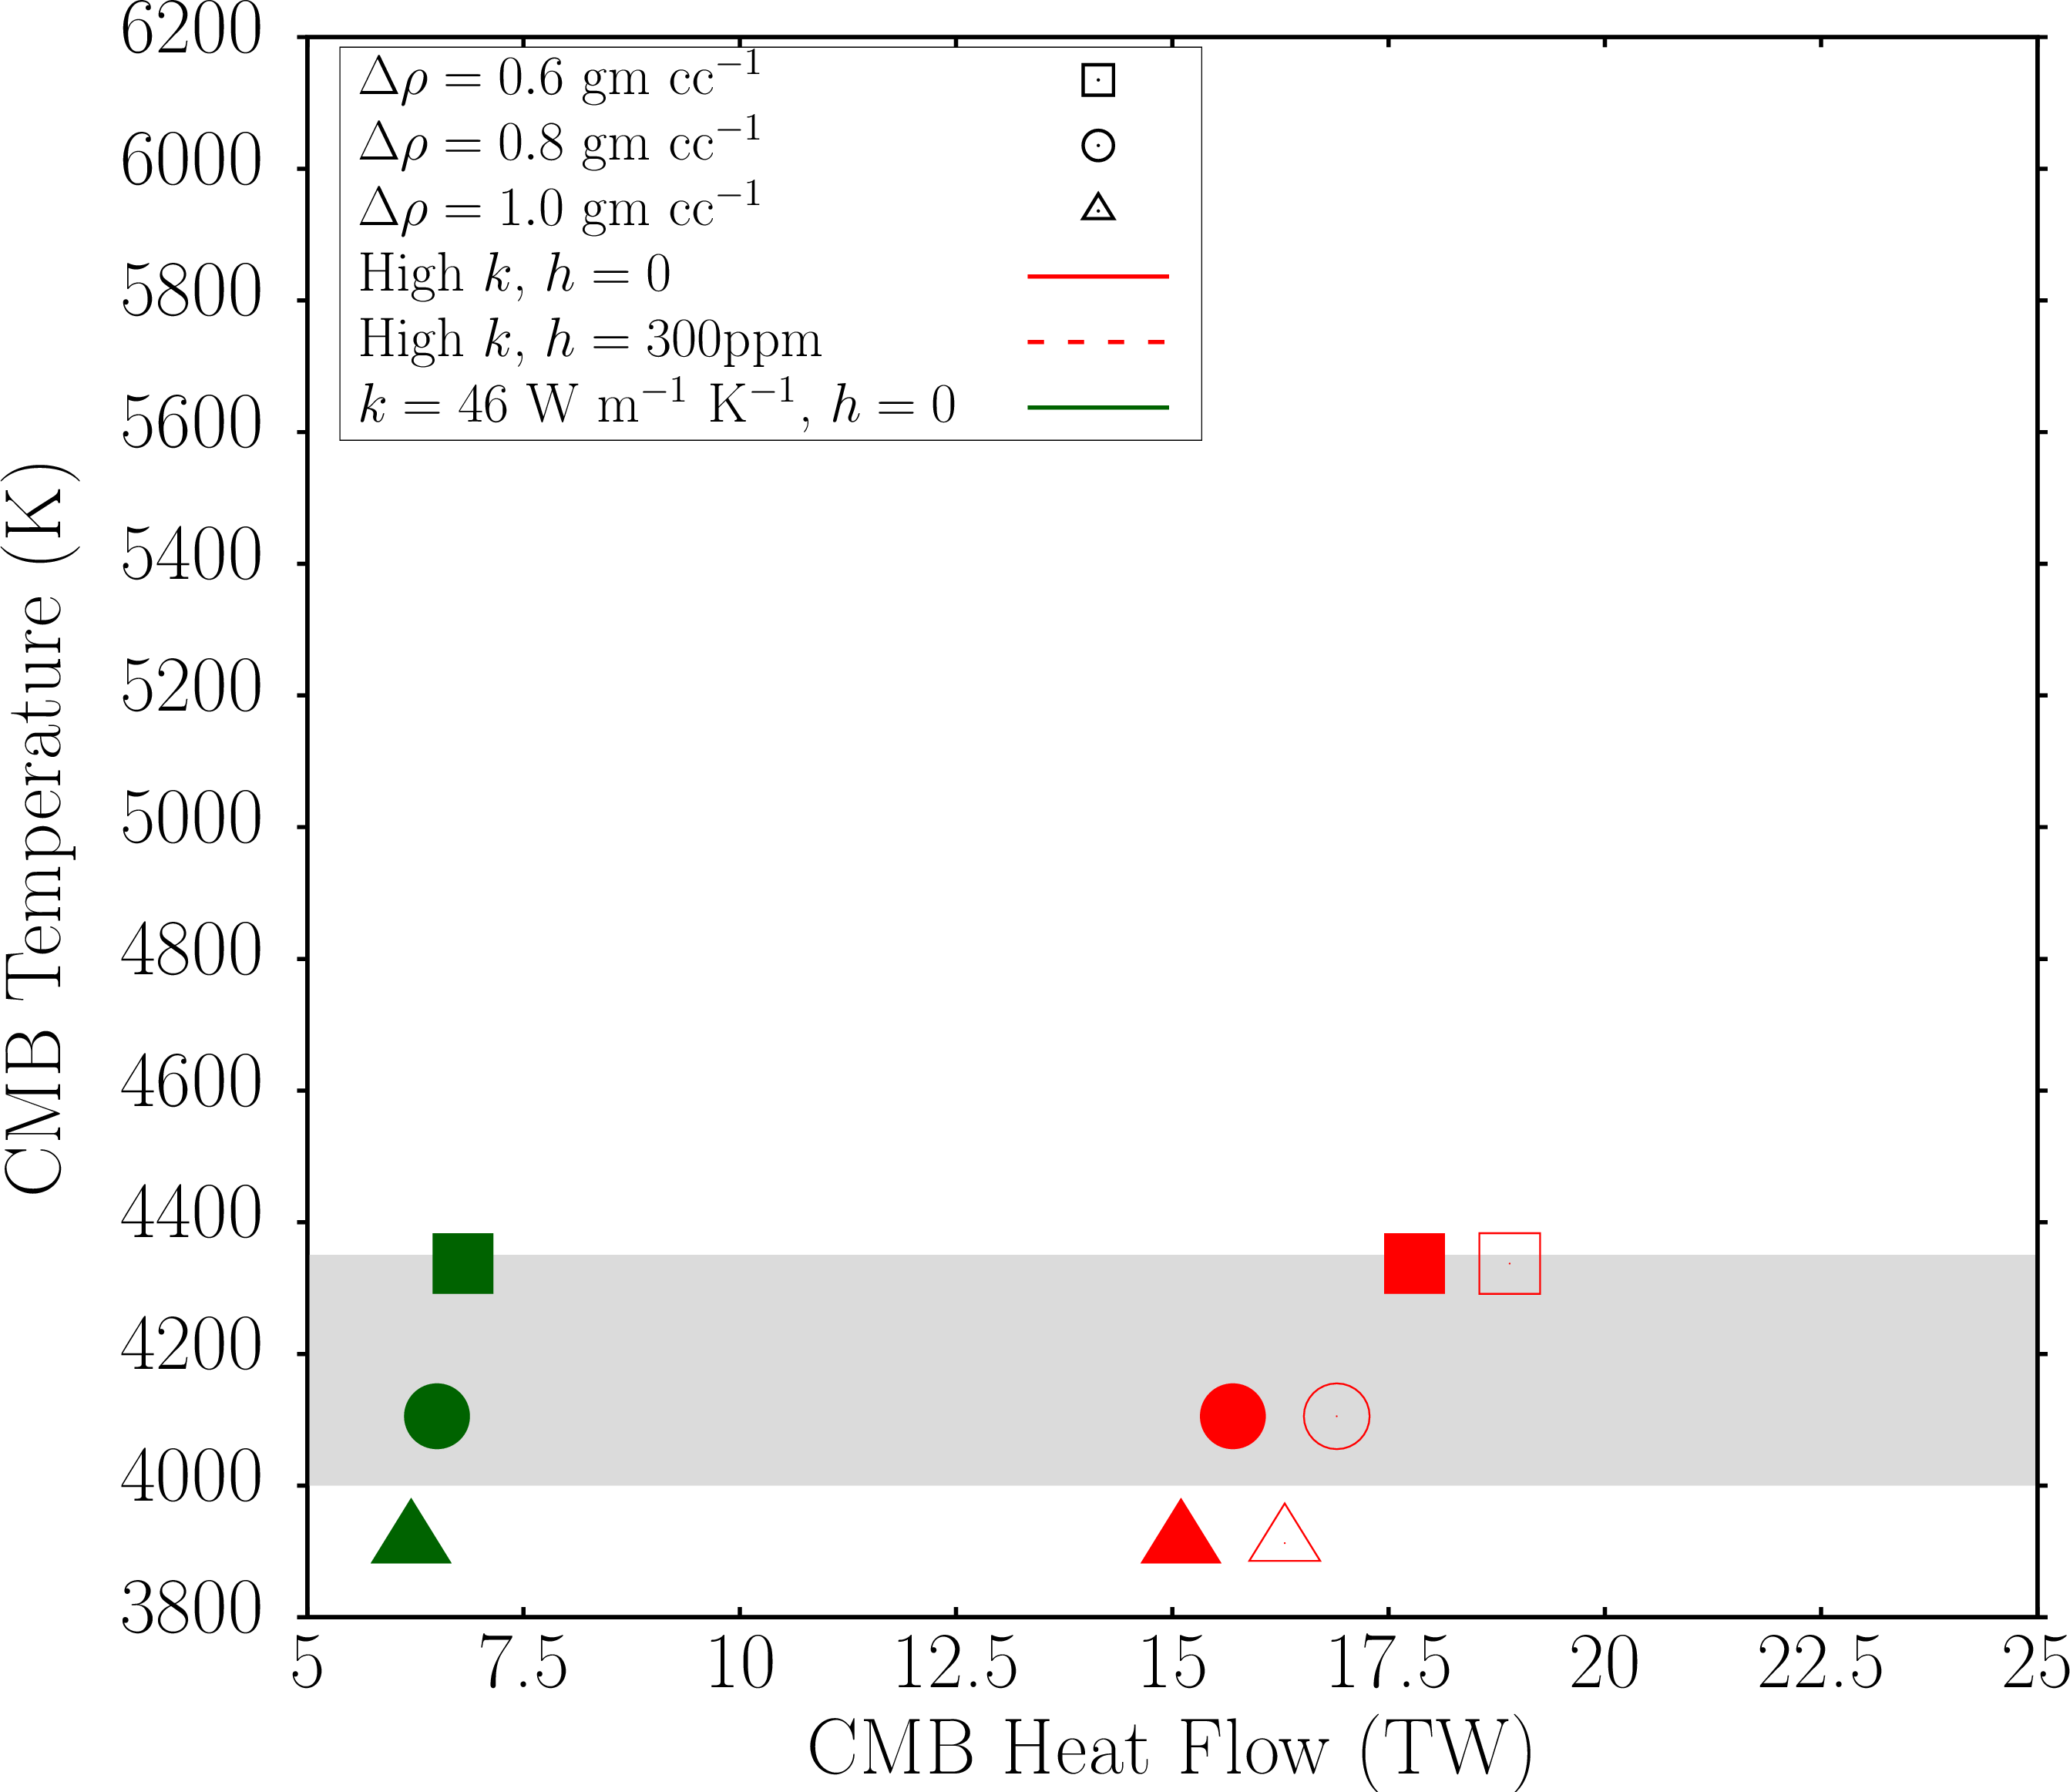 6200
6000
5800
5600
5400
5200
5000
4800
4600
4400
4200
4000
3800
CMB Temperature (K)
Δρ = 0.6 gm cc⁻¹
Δρ = 0.8 gm cc⁻¹
Δρ = 1.0 gm cc⁻¹
High k, h = 0
High k, h = 300ppm
k = 46 W m⁻¹ K⁻¹, h = 0
5 7.5 10 12.5 15 17.5 20 22.5 25
CMB Heat Flow (TW)